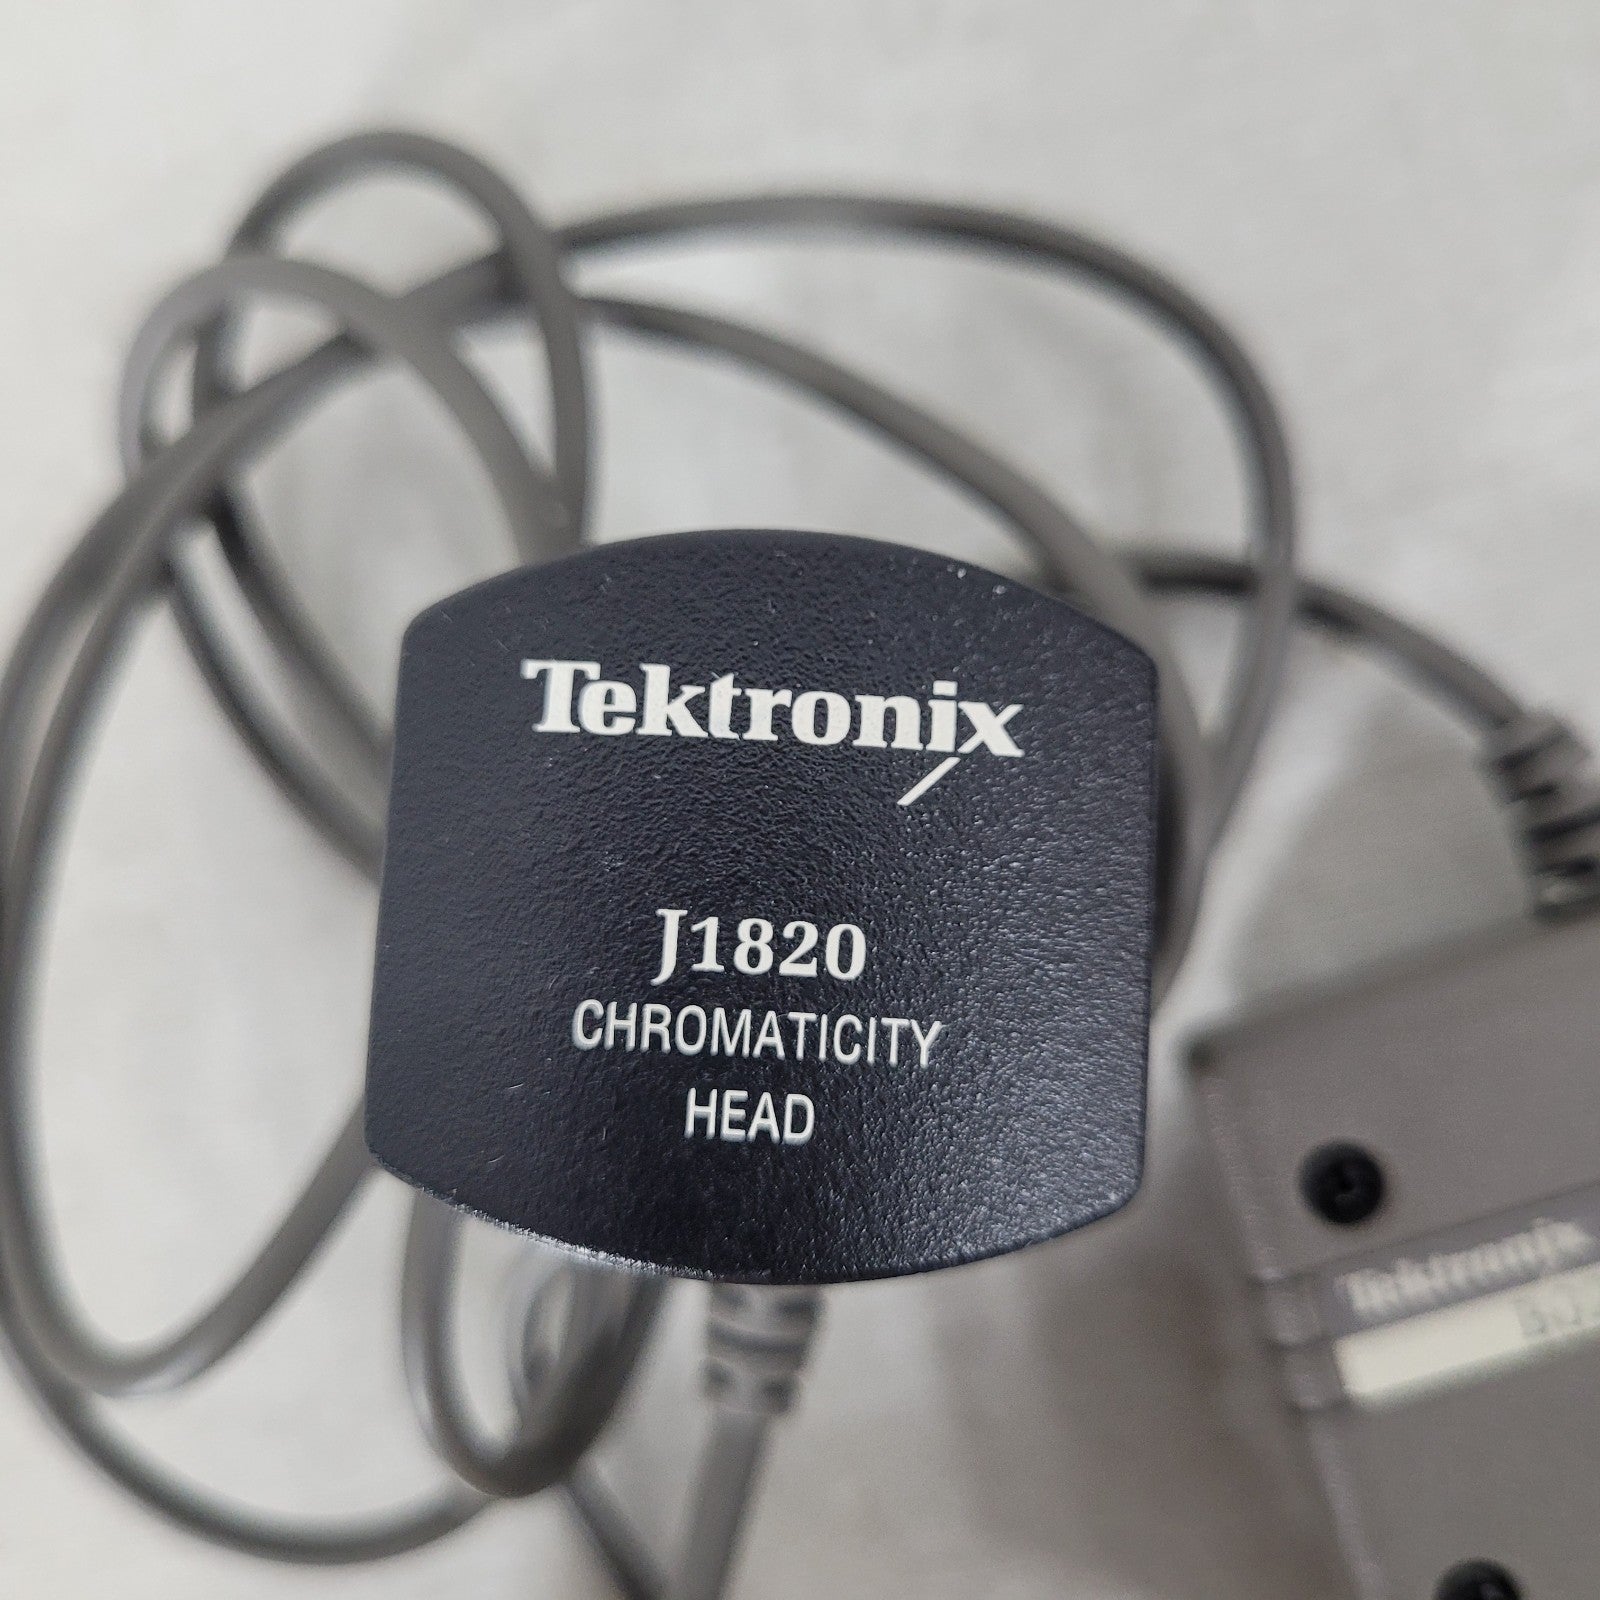 Tektronix
J1820
CHROMATICITY
HEAD
Tektronix